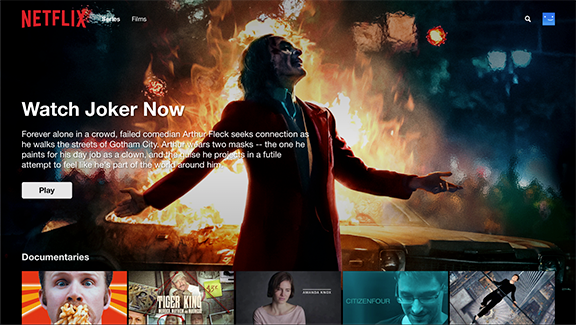 NETFLIX
Series
Films
Watch Joker Now
Forever alone in a crowd, failed comedian Arthur Fleck seeks connection as
he walks the streets of Gotham City. Arthur wears two masks -- the one he
paints for his day job as a clown, and the guise he projects in a futile
attempt to feel like he's part of the world around him.
Play
Documentaries
TIGER KING
MURDER, MAYHEM AND MADNESS
AMANDA KNOX
CITIZENFOUR